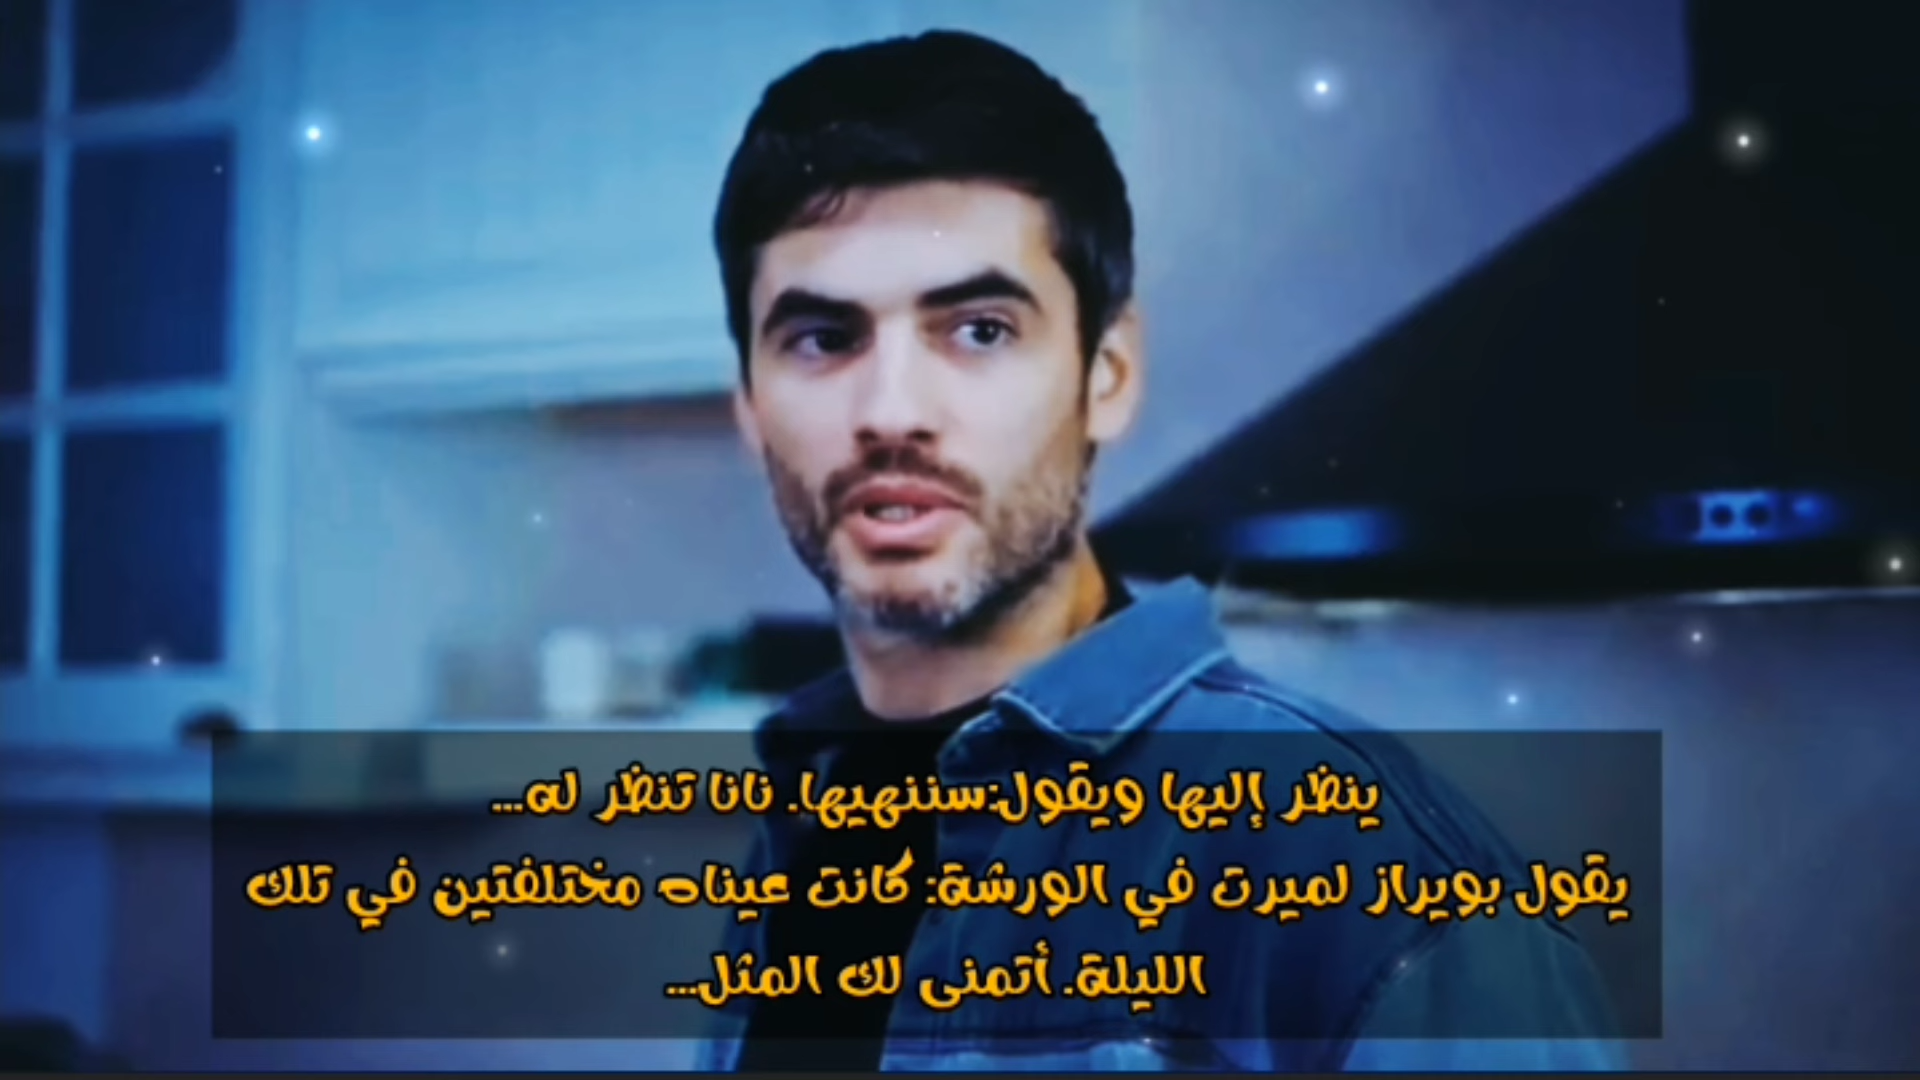 ينظر إليها ويقول:سننهيها. نانا تنظر له...
يقول بويراز لميرت في الورشة: كانت عيناه مختلفتين في تلك
الليلة. أتمنى لك المثل...